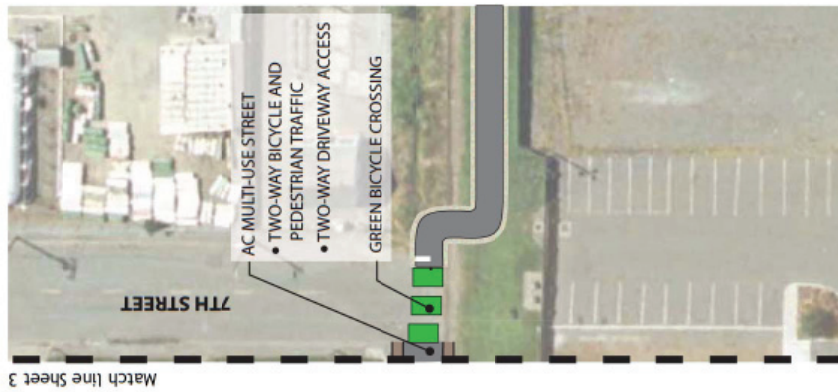 AC MULTI-USE STREET
• TWO-WAY BICYCLE AND
PEDESTRIAN TRAFFIC
• TWO-WAY DRIVEWAY ACCESS
GREEN BICYCLE CROSSING
7TH STREET
Match line Sheet 3